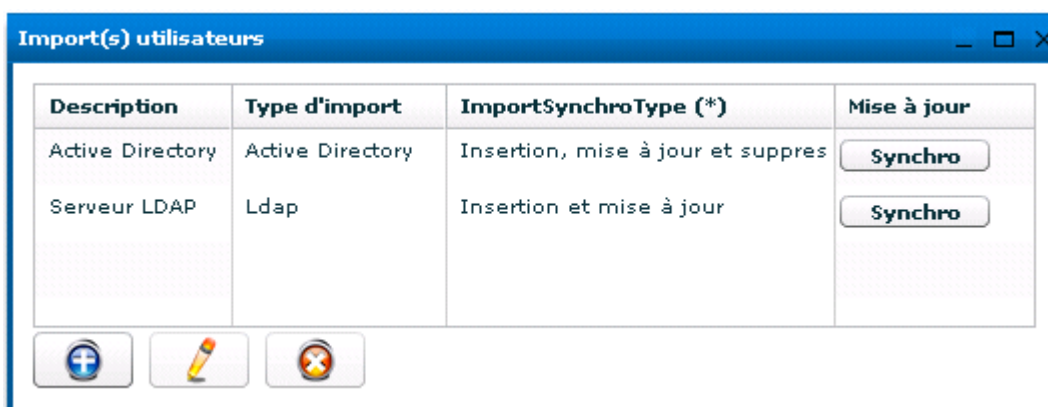 Import(s) utilisateurs
Description Type d'import ImportSynchroType (*) Mise à jour
Active Directory Active Directory Insertion, mise à jour et suppres Synchro
Serveur LDAP Ldap Insertion et mise à jour Synchro